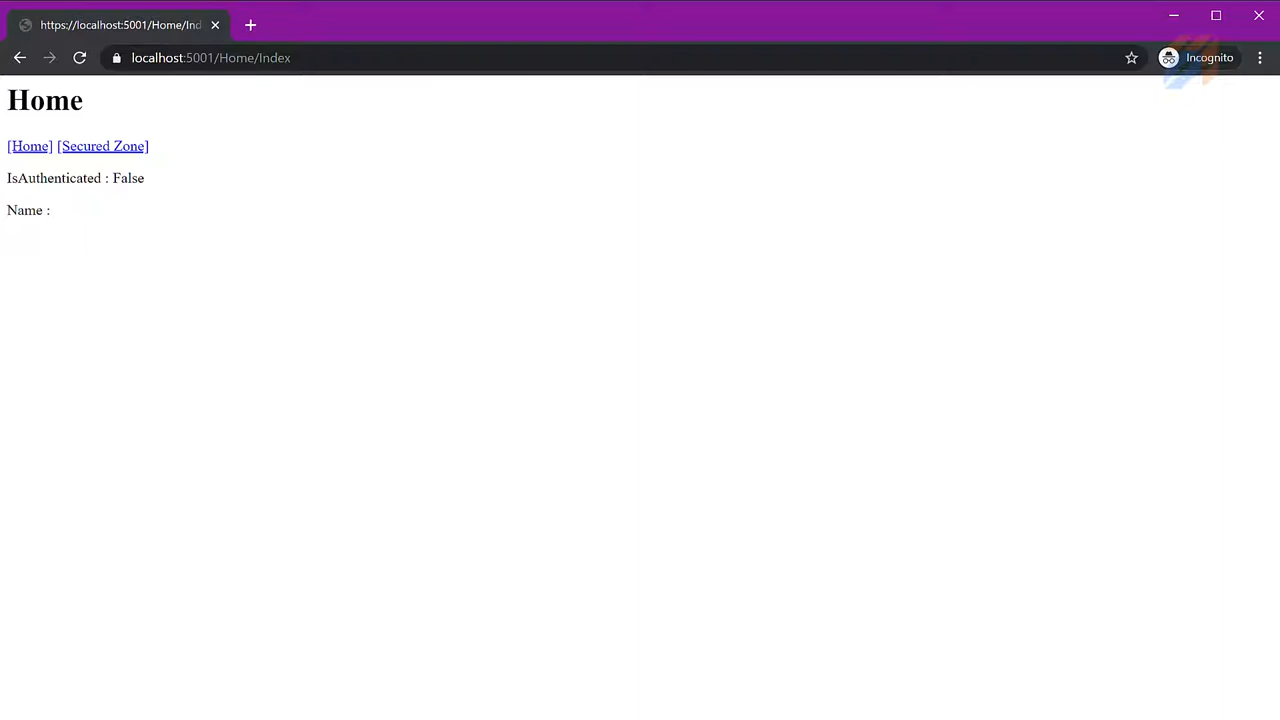 https://localhost:5001/Home/Ind
localhost:5001/Home/Index
Incognito
Home
[Home] [Secured Zone]
IsAuthenticated : False
Name :